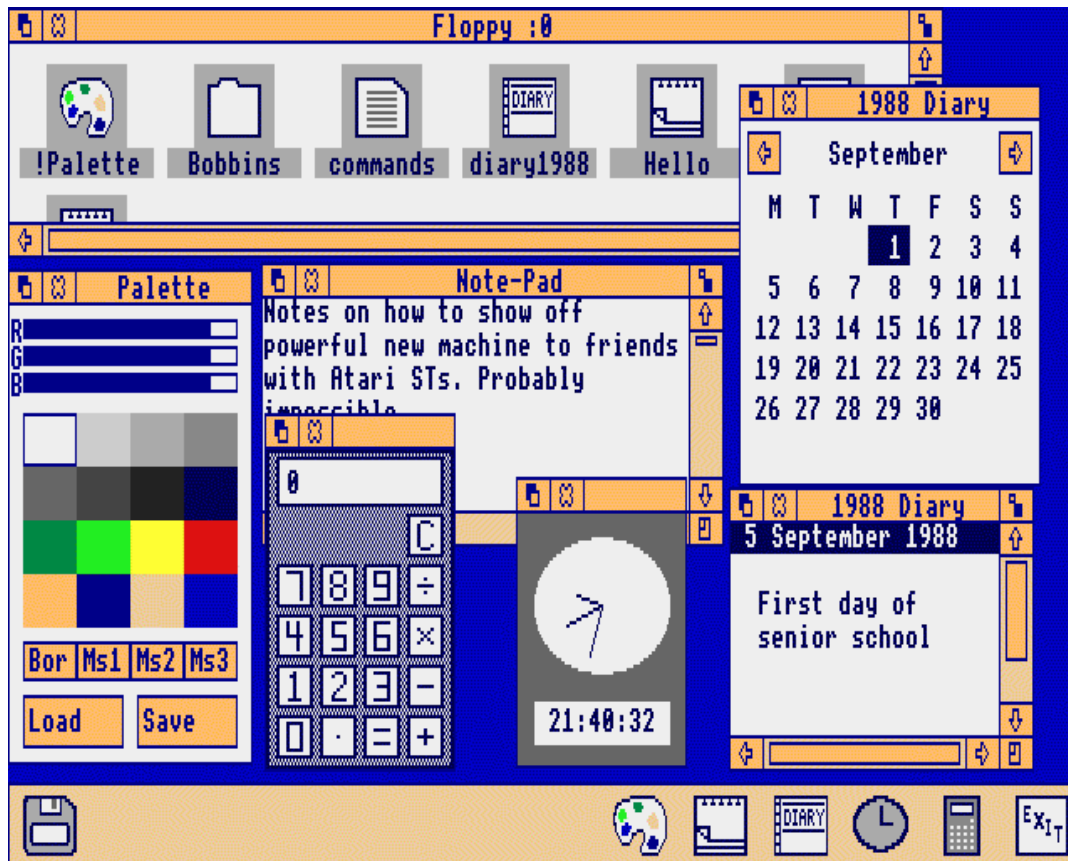 Floppy :0
!Palette Bobbins commands diary1988 Hello
1988 Diary
September
M T W T F S S
1 2 3 4
5 6 7 8 9 10 11
12 13 14 15 16 17 18
19 20 21 22 23 24 25
26 27 28 29 30
Palette
R
G
B
Bor Ms1 Ms2 Ms3
Load Save
Note-Pad
Notes on how to show off
powerful new machine to friends
with Atari STs. Probably
impossible
0
C
7 8 9 ÷
4 5 6 ×
1 2 3 -
0 . = +
21:40:32
1988 Diary
5 September 1988
First day of
senior school
DIARY
DIARY
EXIT